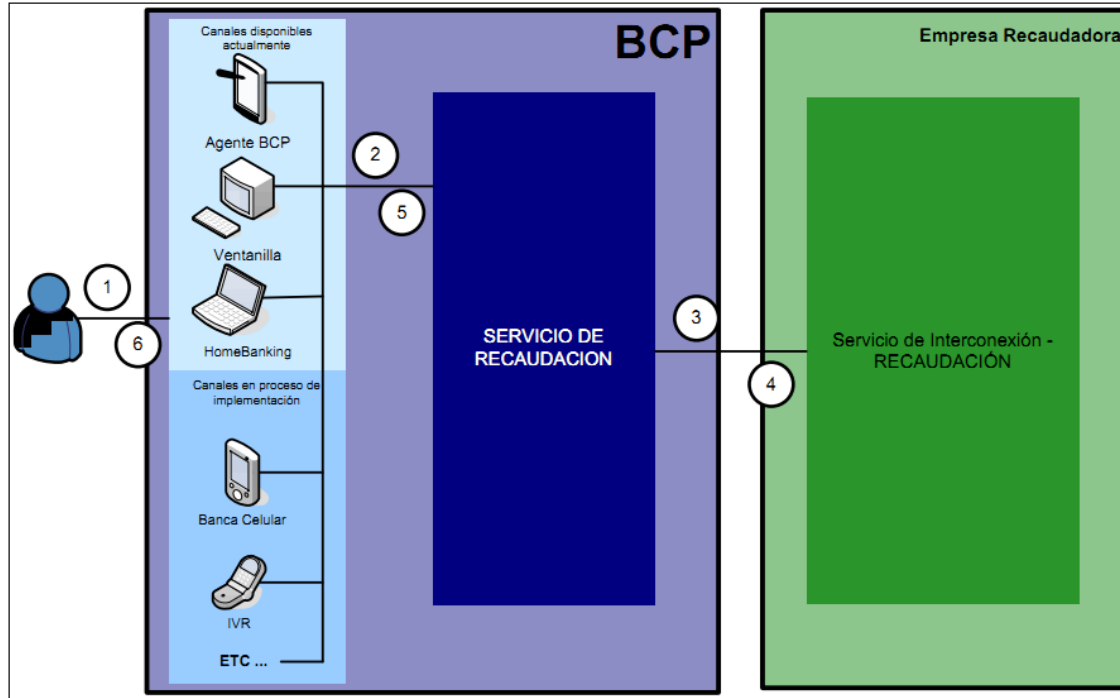 Canales disponibles
actualmente
BCP
Empresa Recaudadora
Agente BCP
2
5
Ventanilla
1
6
HomeBanking
SERVICIO DE
RECAUDACION
3
4
Servicio de Interconexión -
RECAUDACIÓN
Canales en proceso de
implementación
Banca Celular
IVR
ETC ...